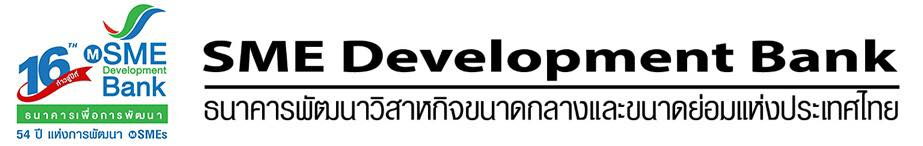 16TH
ก้าวสู่ปีที่
SME
Development
Bank
ธนาคารเพื่อการพัฒนา
54 ปี แห่งการพัฒนา SMEs
SME Development Bank
ธนาคารพัฒนาวิสาหกิจขนาดกลางและขนาดย่อมแห่งประเทศไทย